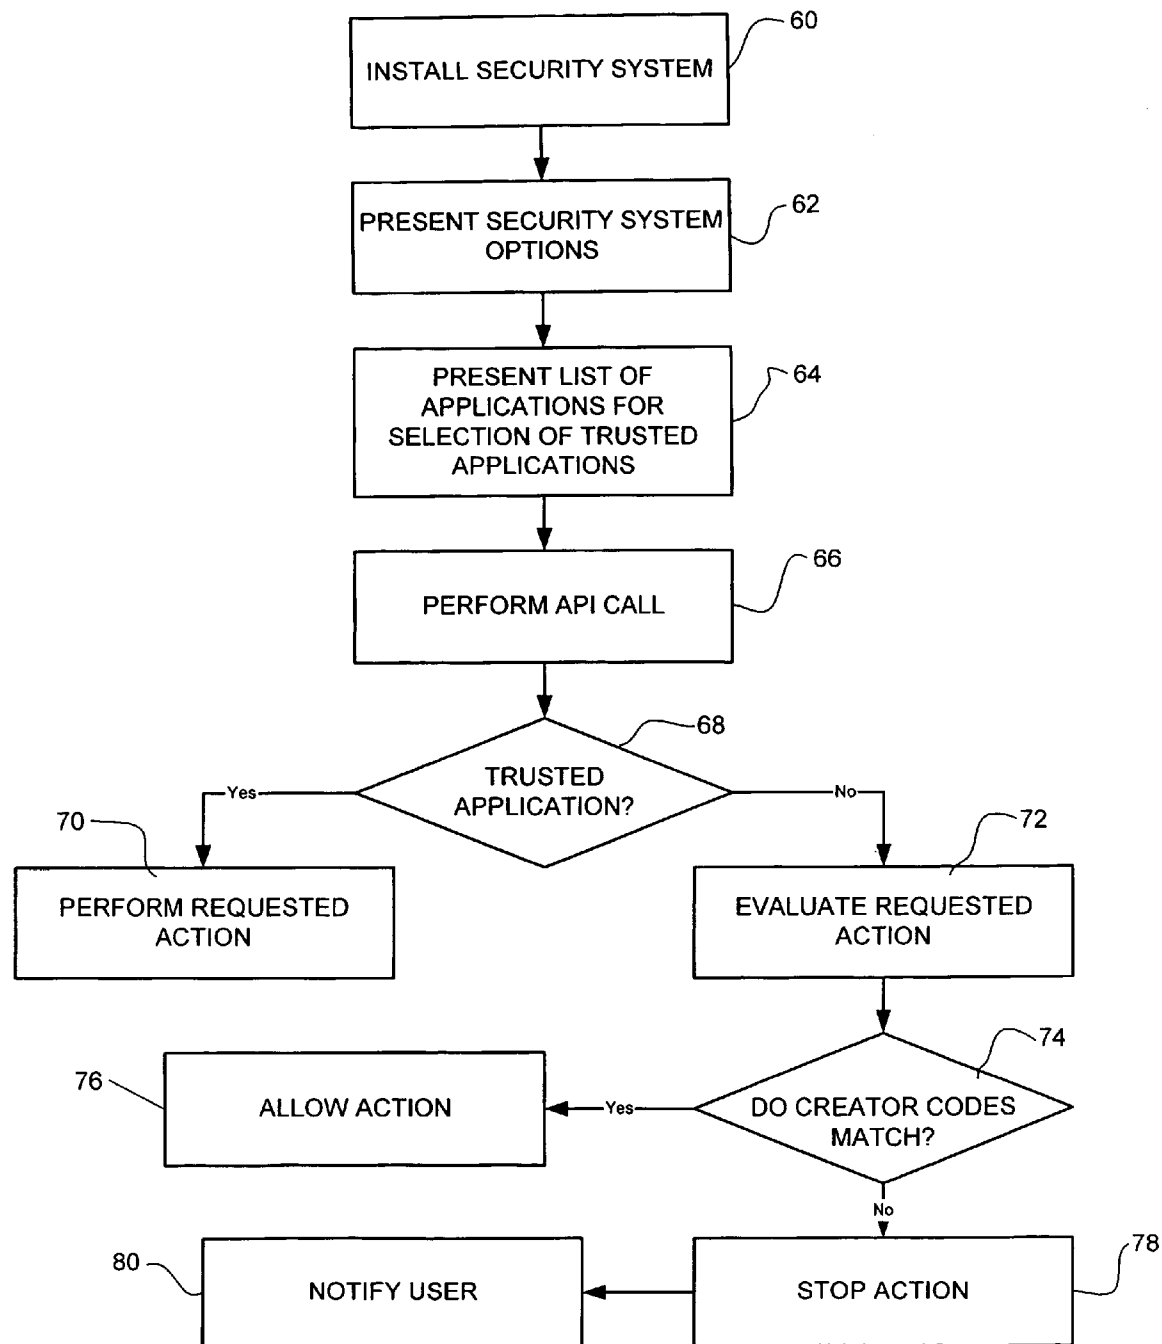 60
INSTALL SECURITY SYSTEM
62
PRESENT SECURITY SYSTEM
OPTIONS
64
PRESENT LIST OF
APPLICATIONS FOR
SELECTION OF TRUSTED
APPLICATIONS
66
PERFORM API CALL
68
TRUSTED
APPLICATION?
Yes
No
70
72
PERFORM REQUESTED
ACTION
EVALUATE REQUESTED
ACTION
74
76
ALLOW ACTION
Yes
DO CREATOR CODES
MATCH?
No
80
NOTIFY USER
78
STOP ACTION